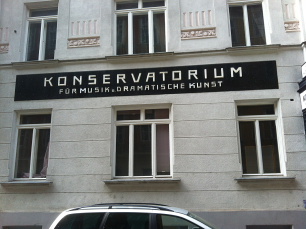 KONSERVATORIUM
FÜR MUSIK & DRAMATISCHE KUNST